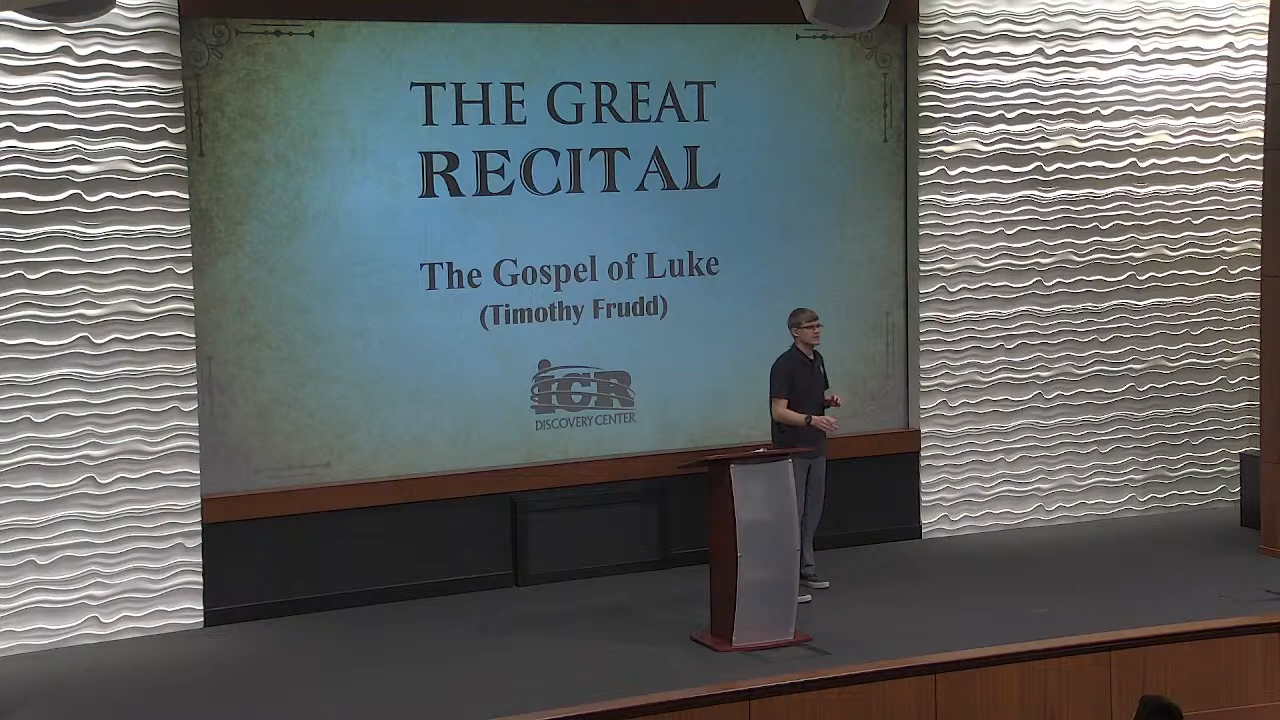 THE GREAT
RECITAL
The Gospel of Luke
(Timothy Frudd)
iCR
DISCOVERY CENTER